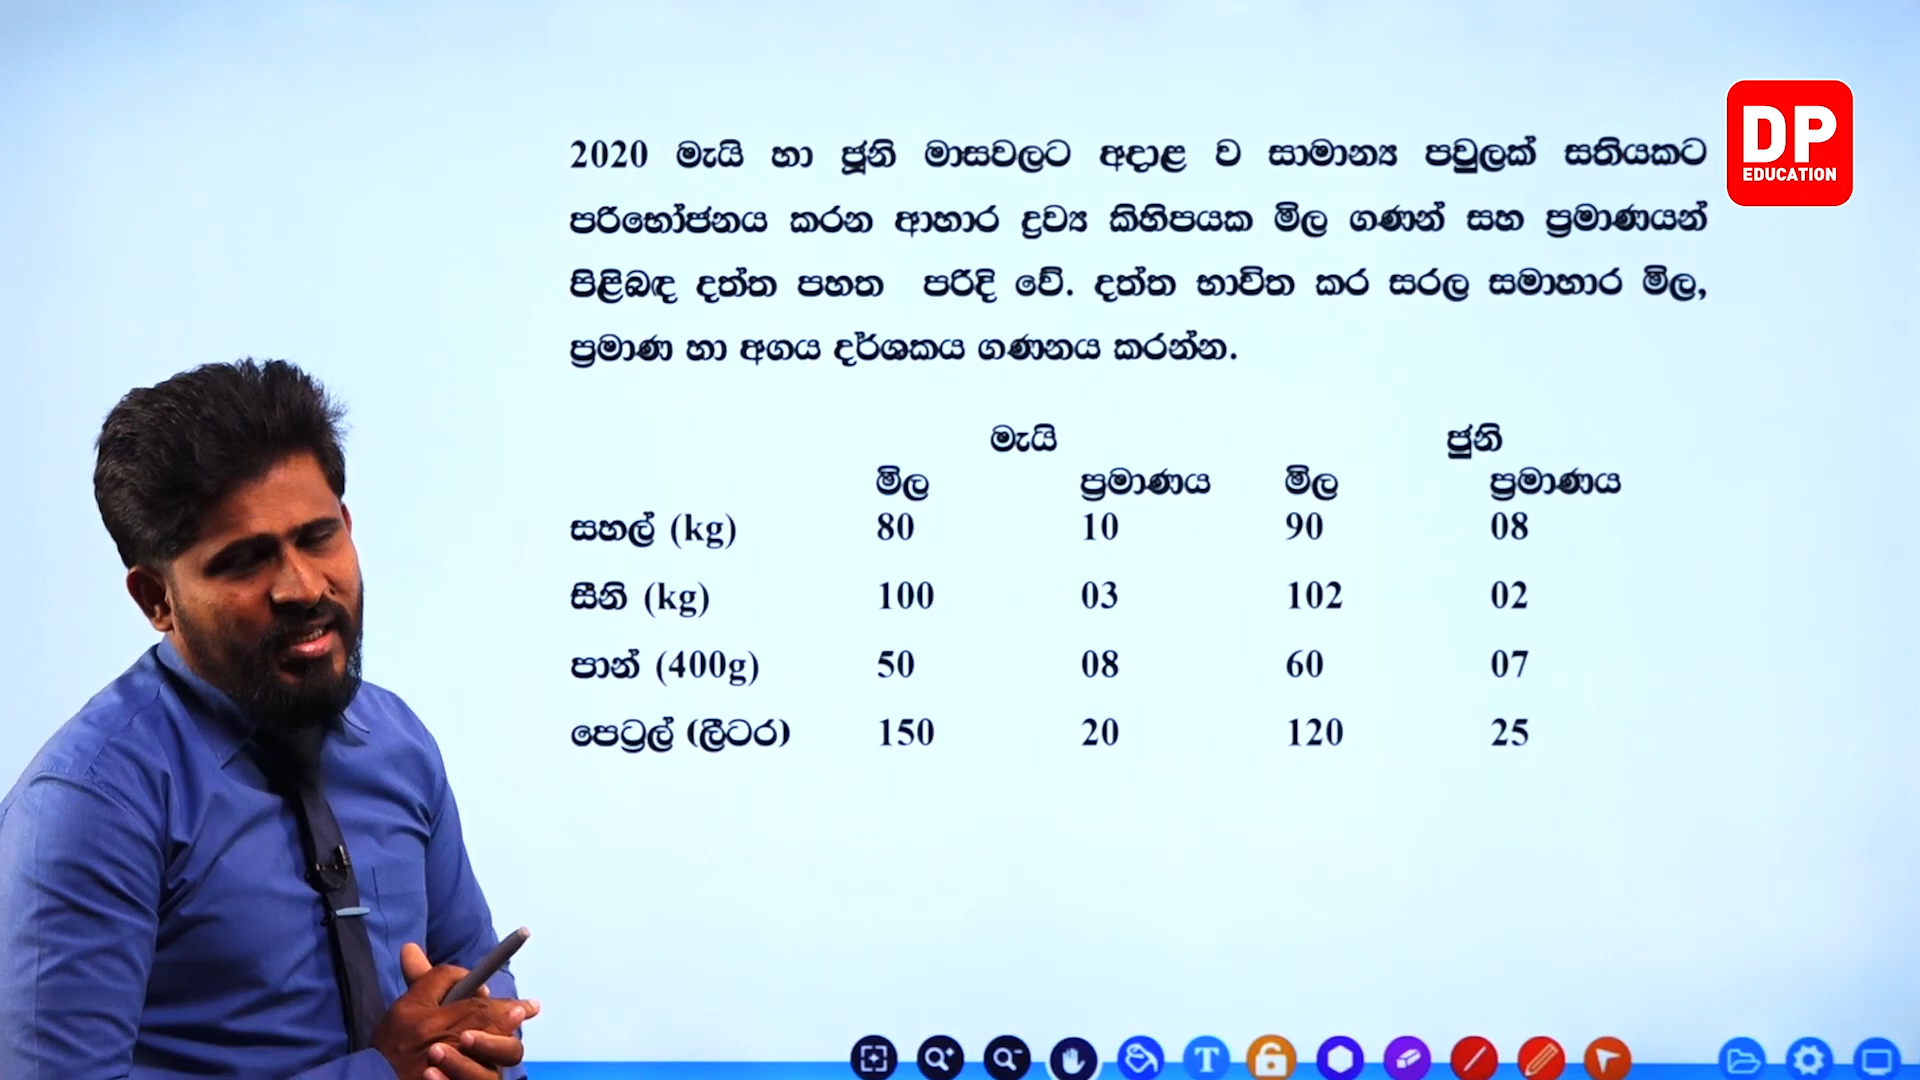 DP
EDUCATION
2020 මැයි හා ජූනි මාසවලට අදාළ ව සාමාන්‍ය පවුලක් සතියකට
පරිභෝජනය කරන ආහාර ද්‍රව්‍ය කිහිපයක මිල ගණන් සහ ප්‍රමාණයන්
පිළිබඳ දත්ත පහත පරිදි වේ. දත්ත භාවිත කර සරල සමාහාර මිල,
ප්‍රමාණ හා අගය දර්ශකය ගණනය කරන්න.
මැයි ජුනි
මිල ප්‍රමාණය මිල ප්‍රමාණය
සහල් (kg) 80 10 90 08
සීනි (kg) 100 03 102 02
පාන් (400g) 50 08 60 07
පෙට්‍රල් (ලීටර) 150 20 120 25
T